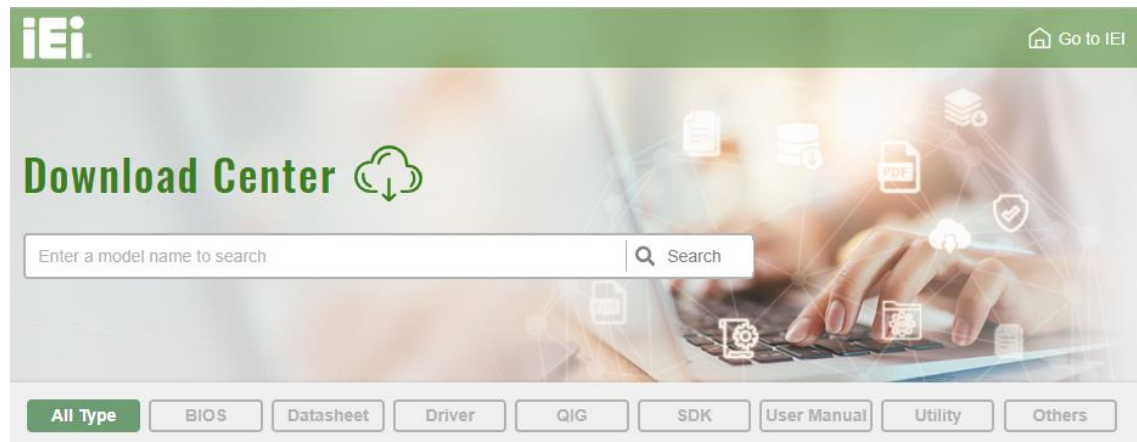 iEi.
Go to IEI
Download Center
PDF
Enter a model name to search
Search
PDF
All Type
BIOS
Datasheet
Driver
QIG
SDK
User Manual
Utility
Others